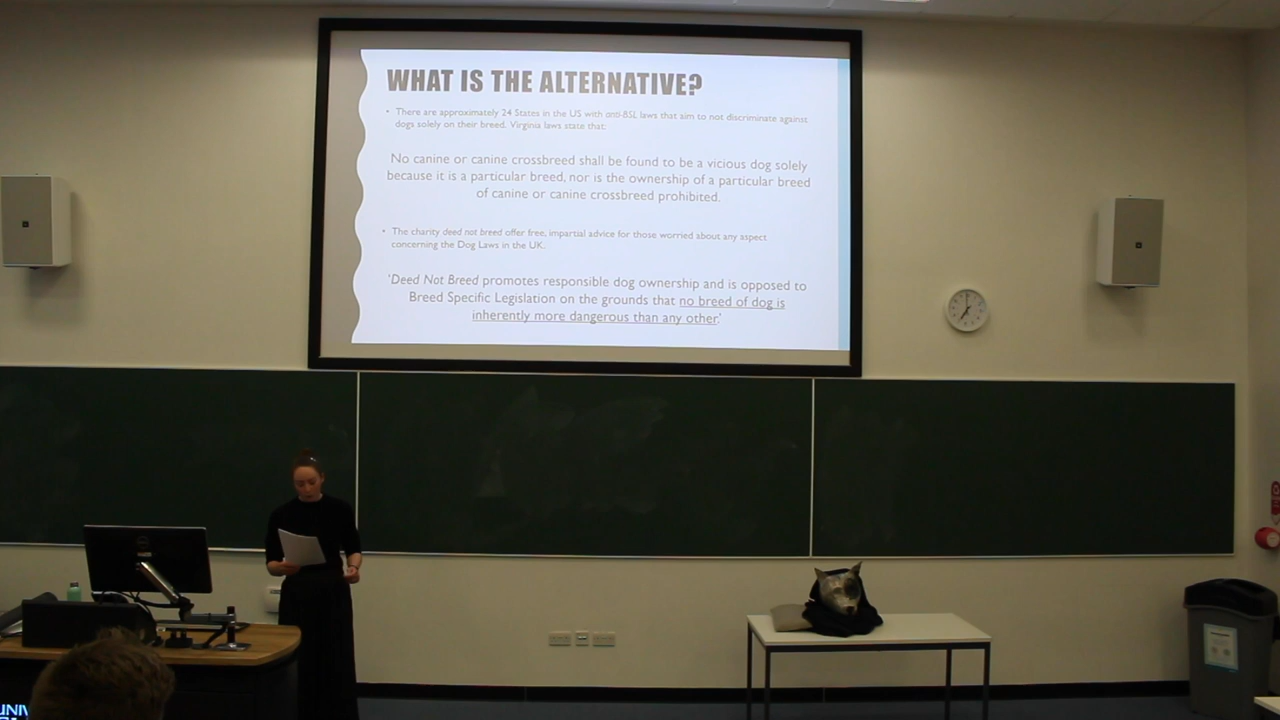 WHAT IS THE ALTERNATIVE?
• There are approximately 24 States in the US with anti-BSL laws that aim to not discriminate against
dogs solely on their breed. Virginia laws state that:
No canine or canine crossbreed shall be found to be a vicious dog solely
because it is a particular breed, nor is the ownership of a particular breed
of canine or canine crossbreed prohibited.
• The charity deed not breed offer free, impartial advice for those worried about any aspect
concerning the Dog Laws in the UK.
‘Deed Not Breed promotes responsible dog ownership and is opposed to
Breed Specific Legislation on the grounds that no breed of dog is
inherently more dangerous than any other.’
UNIV